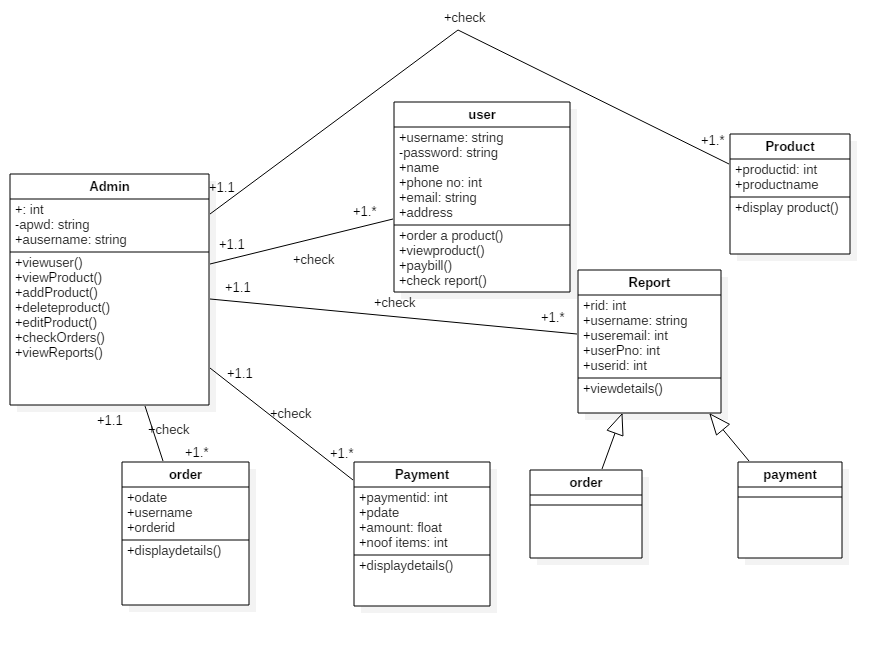 +check
user
+username: string
-password: string
+name
+phone no: int
+email: string
+address
+order a product()
+viewproduct()
+paybill()
+check report()
+1.*
Product
+productid: int
+productname
+display product()
Admin
+: int
-apwd: string
+ausername: string
+viewuser()
+viewProduct()
+addProduct()
+deleteproduct()
+editProduct()
+checkOrders()
+viewReports()
+1.1
+1.*
+1.1
+check
+1.1
+check
+1.*
Report
+rid: int
+username: string
+useremail: int
+userPno: int
+userid: int
+viewdetails()
+1.1
+check
+1.*
+1.1
+check
+1.*
order
+odate
+username
+orderid
+displaydetails()
Payment
+paymentid: int
+pdate
+amount: float
+noof items: int
+displaydetails()
order
payment